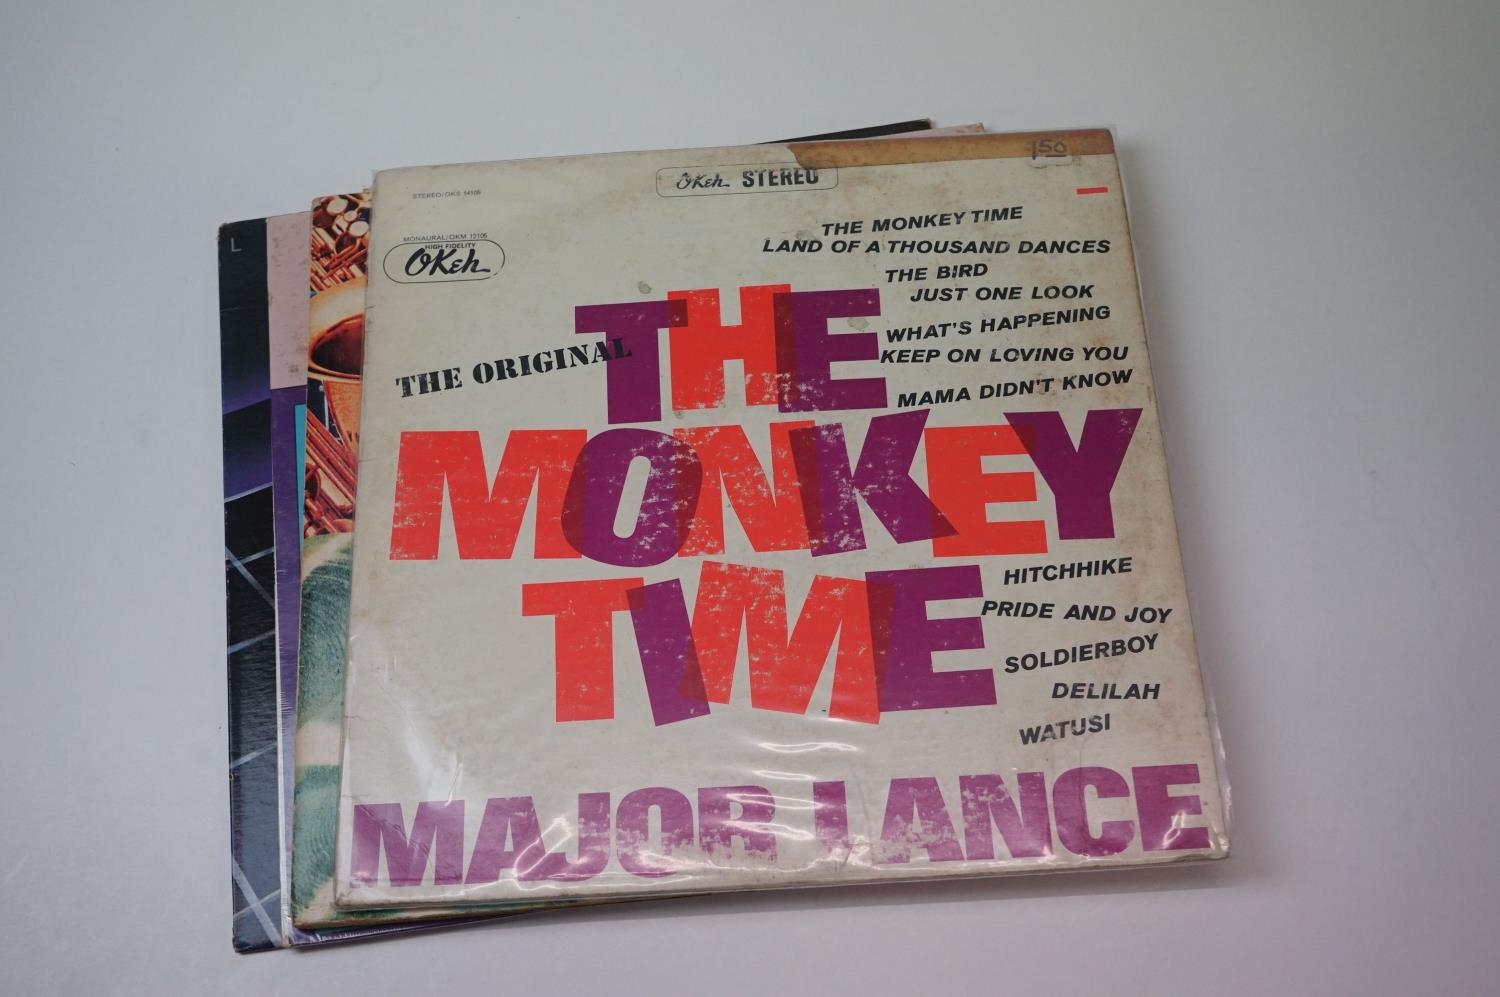 L
STEREO/OKS 14105
OKeh STEREO
150
MONAURAL/OKM 12105
HIGH FIDELITY
OKeh
THE MONKEY TIME
LAND OF A THOUSAND DANCES
THE BIRD
JUST ONE LOOK
WHAT'S HAPPENING
KEEP ON LOVING YOU
MAMA DIDN'T KNOW
THE ORIGINAL
THE
MONKEY
TIME
HITCHHIKE
PRIDE AND JOY
SOLDIERBOY
DELILAH
WATUSI
MAJOR LANCE